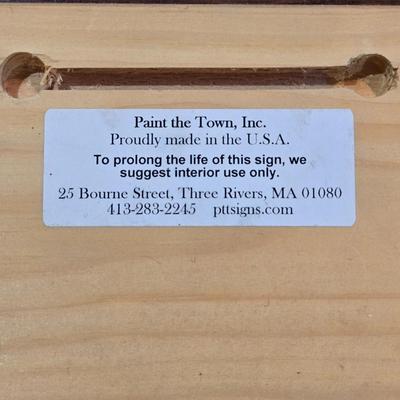 Paint the Town, Inc.
Proudly made in the U.S.A.
To prolong the life of this sign, we
suggest interior use only.
25 Bourne Street, Three Rivers, MA 01080
413-283-2245 pttsigns.com